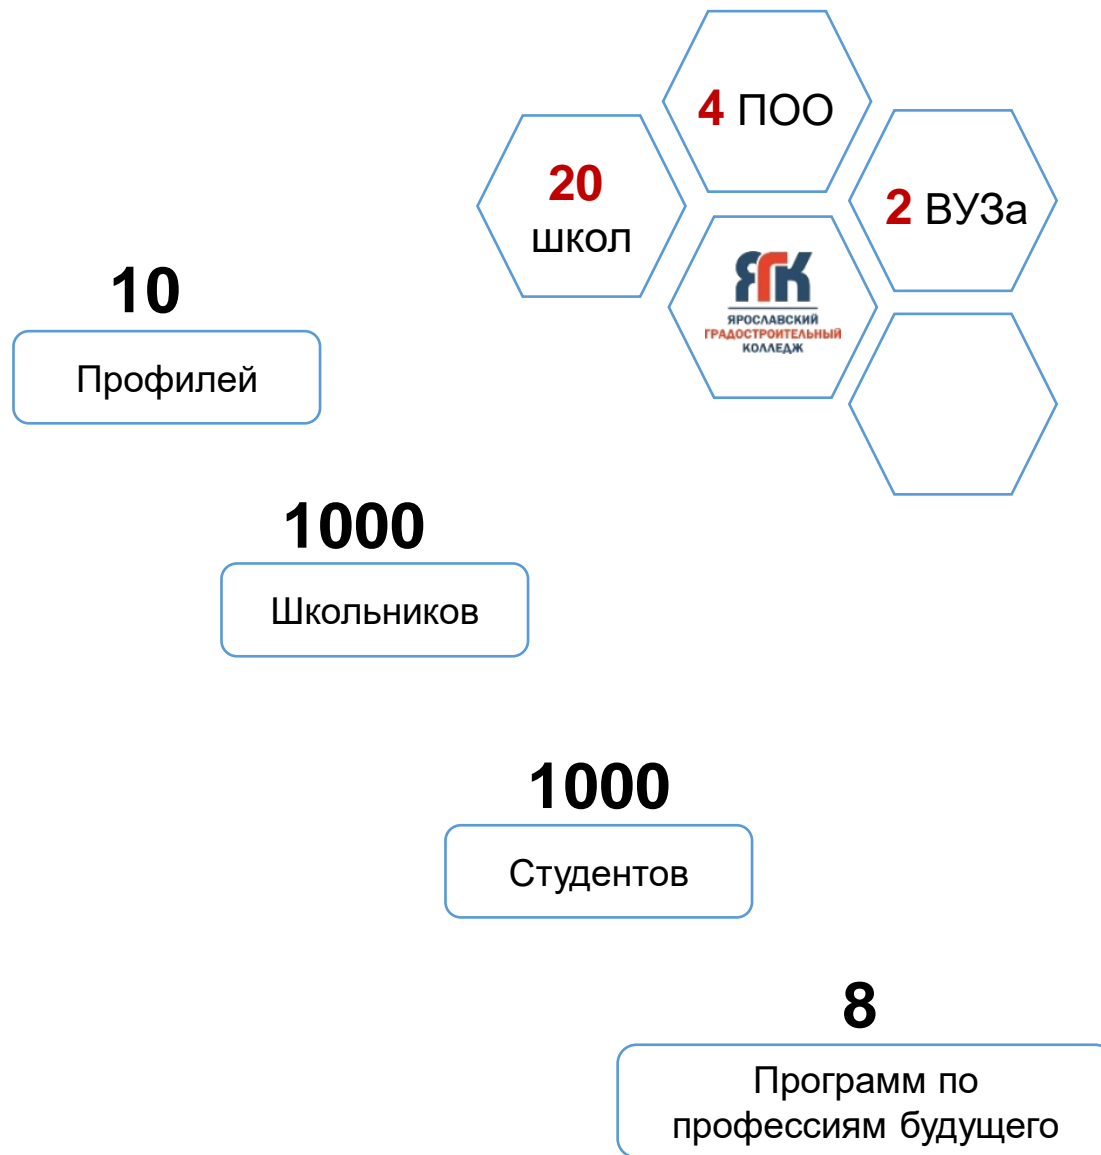 4 ПОО
20
школ
2 ВУЗа
ЯГК
ЯРОСЛАВСКИЙ
ГРАДОСТРОИТЕЛЬНЫЙ
КОЛЛЕДЖ
10
Профилей
1000
Школьников
1000
Студентов
8
Программ по
профессиям будущего